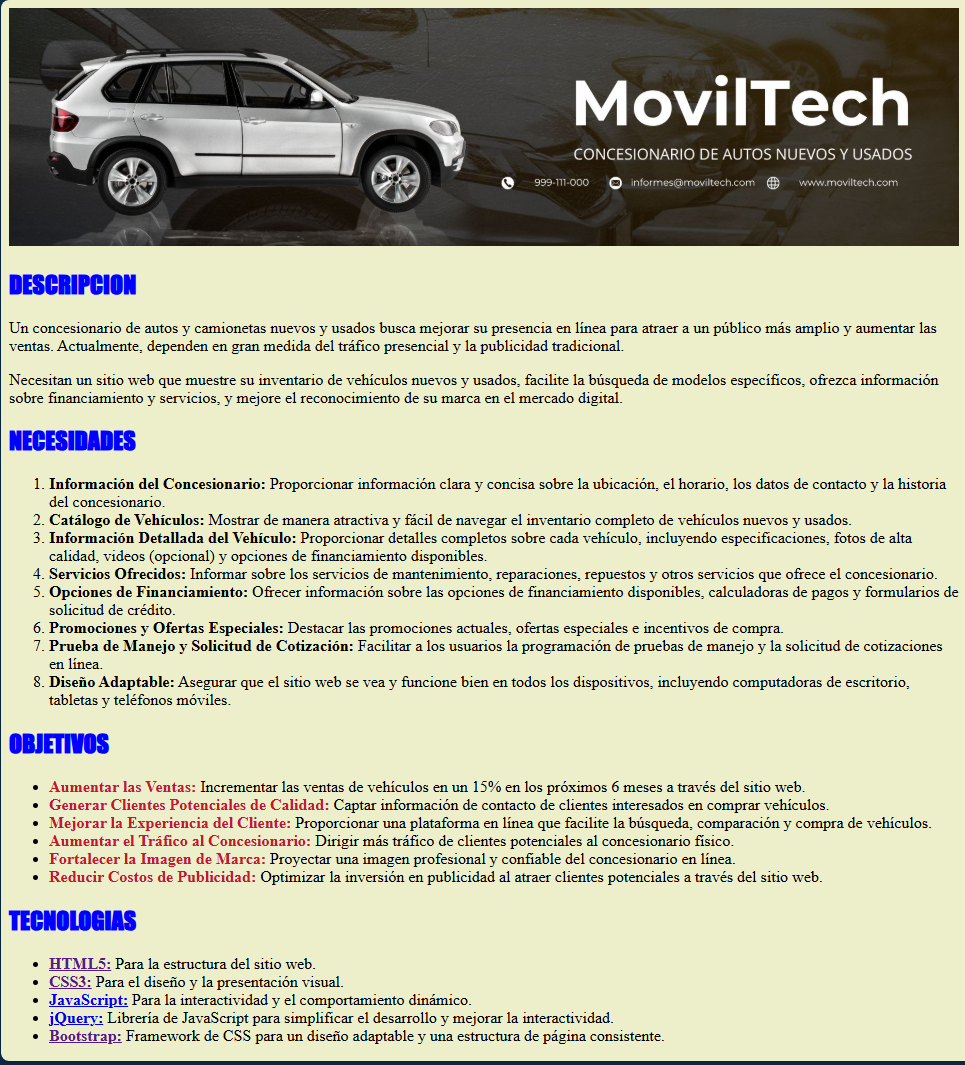 MovilTech
CONCESIONARIO DE AUTOS NUEVOS Y USADOS
999-111-000 informes@moviltech.com www.moviltech.com
DESCRIPCION
Un concesionario de autos y camionetas nuevos y usados busca mejorar su presencia en línea para atraer a un público más amplio y aumentar las
ventas. Actualmente, dependen en gran medida del tráfico presencial y la publicidad tradicional.
Necesitan un sitio web que muestre su inventario de vehículos nuevos y usados, facilite la búsqueda de modelos específicos, ofrezca información
sobre financiamiento y servicios, y mejore el reconocimiento de su marca en el mercado digital.
NECESIDADES
1. Información del Concesionario: Proporcionar información clara y concisa sobre la ubicación, el horario, los datos de contacto y la historia
del concesionario.
2. Catálogo de Vehículos: Mostrar de manera atractiva y fácil de navegar el inventario completo de vehículos nuevos y usados.
3. Información Detallada del Vehículo: Proporcionar detalles completos sobre cada vehículo, incluyendo especificaciones, fotos de alta
calidad, videos (opcional) y opciones de financiamiento disponibles.
4. Servicios Ofrecidos: Informar sobre los servicios de mantenimiento, reparaciones, repuestos y otros servicios que ofrece el concesionario.
5. Opciones de Financiamiento: Ofrecer información sobre las opciones de financiamiento disponibles, calculadoras de pagos y formularios de
solicitud de crédito.
6. Promociones y Ofertas Especiales: Destacar las promociones actuales, ofertas especiales e incentivos de compra.
7. Prueba de Manejo y Solicitud de Cotización: Facilitar a los usuarios la programación de pruebas de manejo y la solicitud de cotizaciones
en línea.
8. Diseño Adaptable: Asegurar que el sitio web se vea y funcione bien en todos los dispositivos, incluyendo computadoras de escritorio,
tabletas y teléfonos móviles.
OBJETIVOS
• Aumentar las Ventas: Incrementar las ventas de vehículos en un 15% en los próximos 6 meses a través del sitio web.
• Generar Clientes Potenciales de Calidad: Captar información de contacto de clientes interesados en comprar vehículos.
• Mejorar la Experiencia del Cliente: Proporcionar una plataforma en línea que facilite la búsqueda, comparación y compra de vehículos.
• Aumentar el Tráfico al Concesionario: Dirigir más tráfico de clientes potenciales al concesionario físico.
• Fortalecer la Imagen de Marca: Proyectar una imagen profesional y confiable del concesionario en línea.
• Reducir Costos de Publicidad: Optimizar la inversión en publicidad al atraer clientes potenciales a través del sitio web.
TECNOLOGIAS
• HTML5: Para la estructura del sitio web.
• CSS3: Para el diseño y la presentación visual.
• JavaScript: Para la interactividad y el comportamiento dinámico.
• jQuery: Librería de JavaScript para simplificar el desarrollo y mejorar la interactividad.
• Bootstrap: Framework de CSS para un diseño adaptable y una estructura de página consistente.